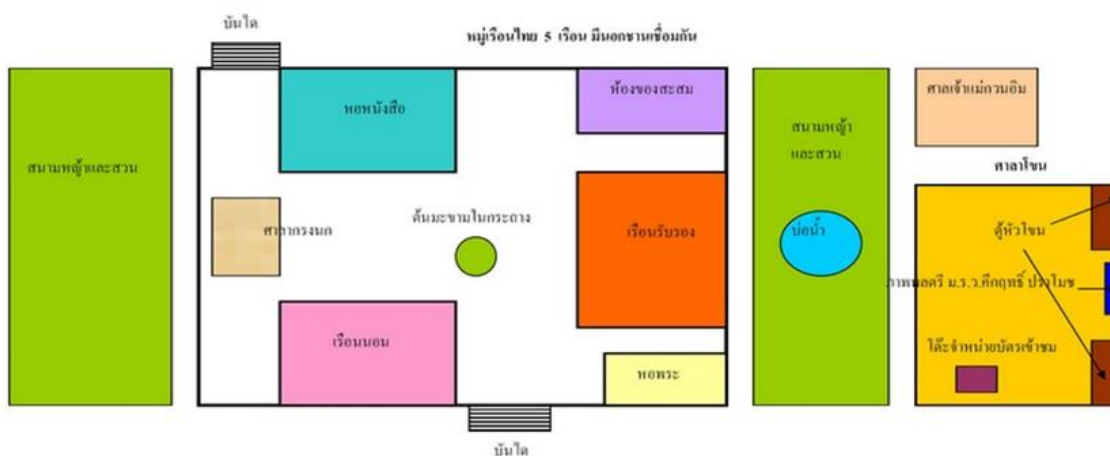 บันได
หมู่เรือนไทย 5 เรือน มีนอกชานเชื่อมกัน
หอหนังสือ
ห้องของสะสม
ศาลเจ้าแม่กวนอิม
สนามหญ้าและสวน
สนามหญ้า
และสวน
ศาลาโขน
ศาลากรงนก
ต้นมะขามในกระถาง
เรือนรับรอง
บ่อน้ำ
ตู้หัวโขน
ภาพพลตรี ม.ร.ว.คึกฤทธิ์ ปราโมช
เรือนนอน
หอพระ
โต๊ะจำหน่ายบัตรเข้าชม
บันได